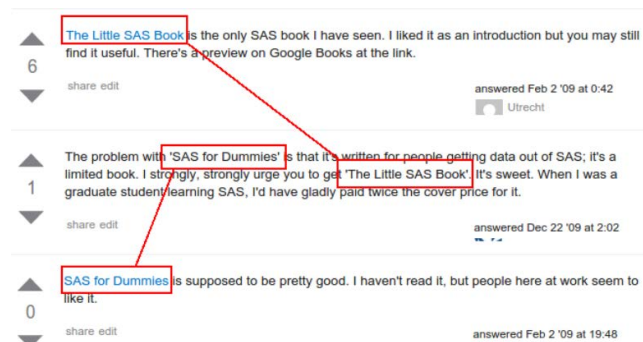 The Little SAS Book is the only SAS book I have seen. I liked it as an introduction but you may still
find it useful. There's a preview on Google Books at the link.
6
share edit
answered Feb 2 '09 at 0:42
Utrecht
The problem with 'SAS for Dummies' is that it's written for people getting data out of SAS; it's a
limited book. I strongly, strongly urge you to get 'The Little SAS Book'. It's sweet. When I was a
1
graduate student learning SAS, I'd have gladly paid twice the cover price for it.
share edit
answered Dec 22 '09 at 2:02
SAS for Dummies is supposed to be pretty good. I haven't read it, but people here at work seem to
like it.
0
share edit
answered Feb 2 '09 at 19:48